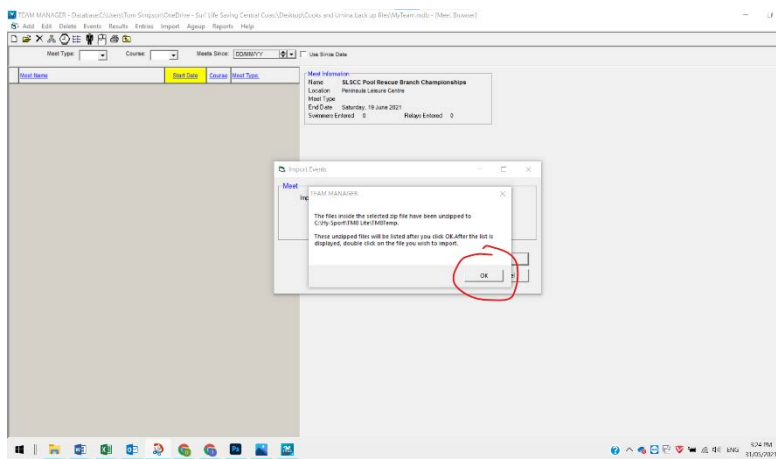 TEAM MANAGER - Database:C:\Users\Tom Simpson\OneDrive - Surf Life Saving Central Coast\Desktop\Cooks and Umina back up files\MyTeam.mdb - [Meet Browser]
Add Edit Delete Events Results Entries Import Ageup Reports Help
Meet Type: Course: Meets Since: DD/MM/YY Use Since Date
Meet Name Start Date Course Meet Type:
Meet Information
Name SLSCC Pool Rescue Branch Championships
Location Peninsula Leisure Centre
Meet Type
End Date Saturday, 19 June 2021
Swimmers Entered 0 Relays Entered 0
Import Events
Meet
TEAM MANAGER
The files inside the selected zip file have been unzipped to
C:\Hy-Sport\TM8 Lite\TM8Temp.
These unzipped files will be listed after you click OK.After the list is
displayed, double click on the file you wish to import.
OK
ENG
3:24 PM
31/05/2021